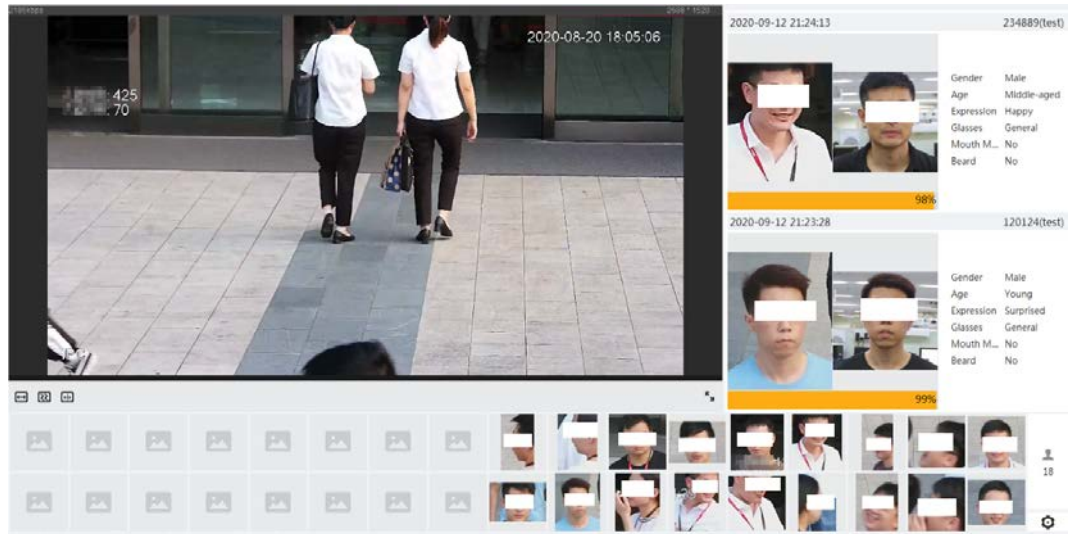 2020-08-20 18:05:06
: 425
: 70
2020-09-12 21:24:13 234889(test)
Gender Male
Age Middle-aged
Expression Happy
Glasses General
Mouth M... No
Beard No
98%
2020-09-12 21:23:28 120124(test)
Gender Male
Age Young
Expression Surprised
Glasses General
Mouth M... No
Beard No
99%
18